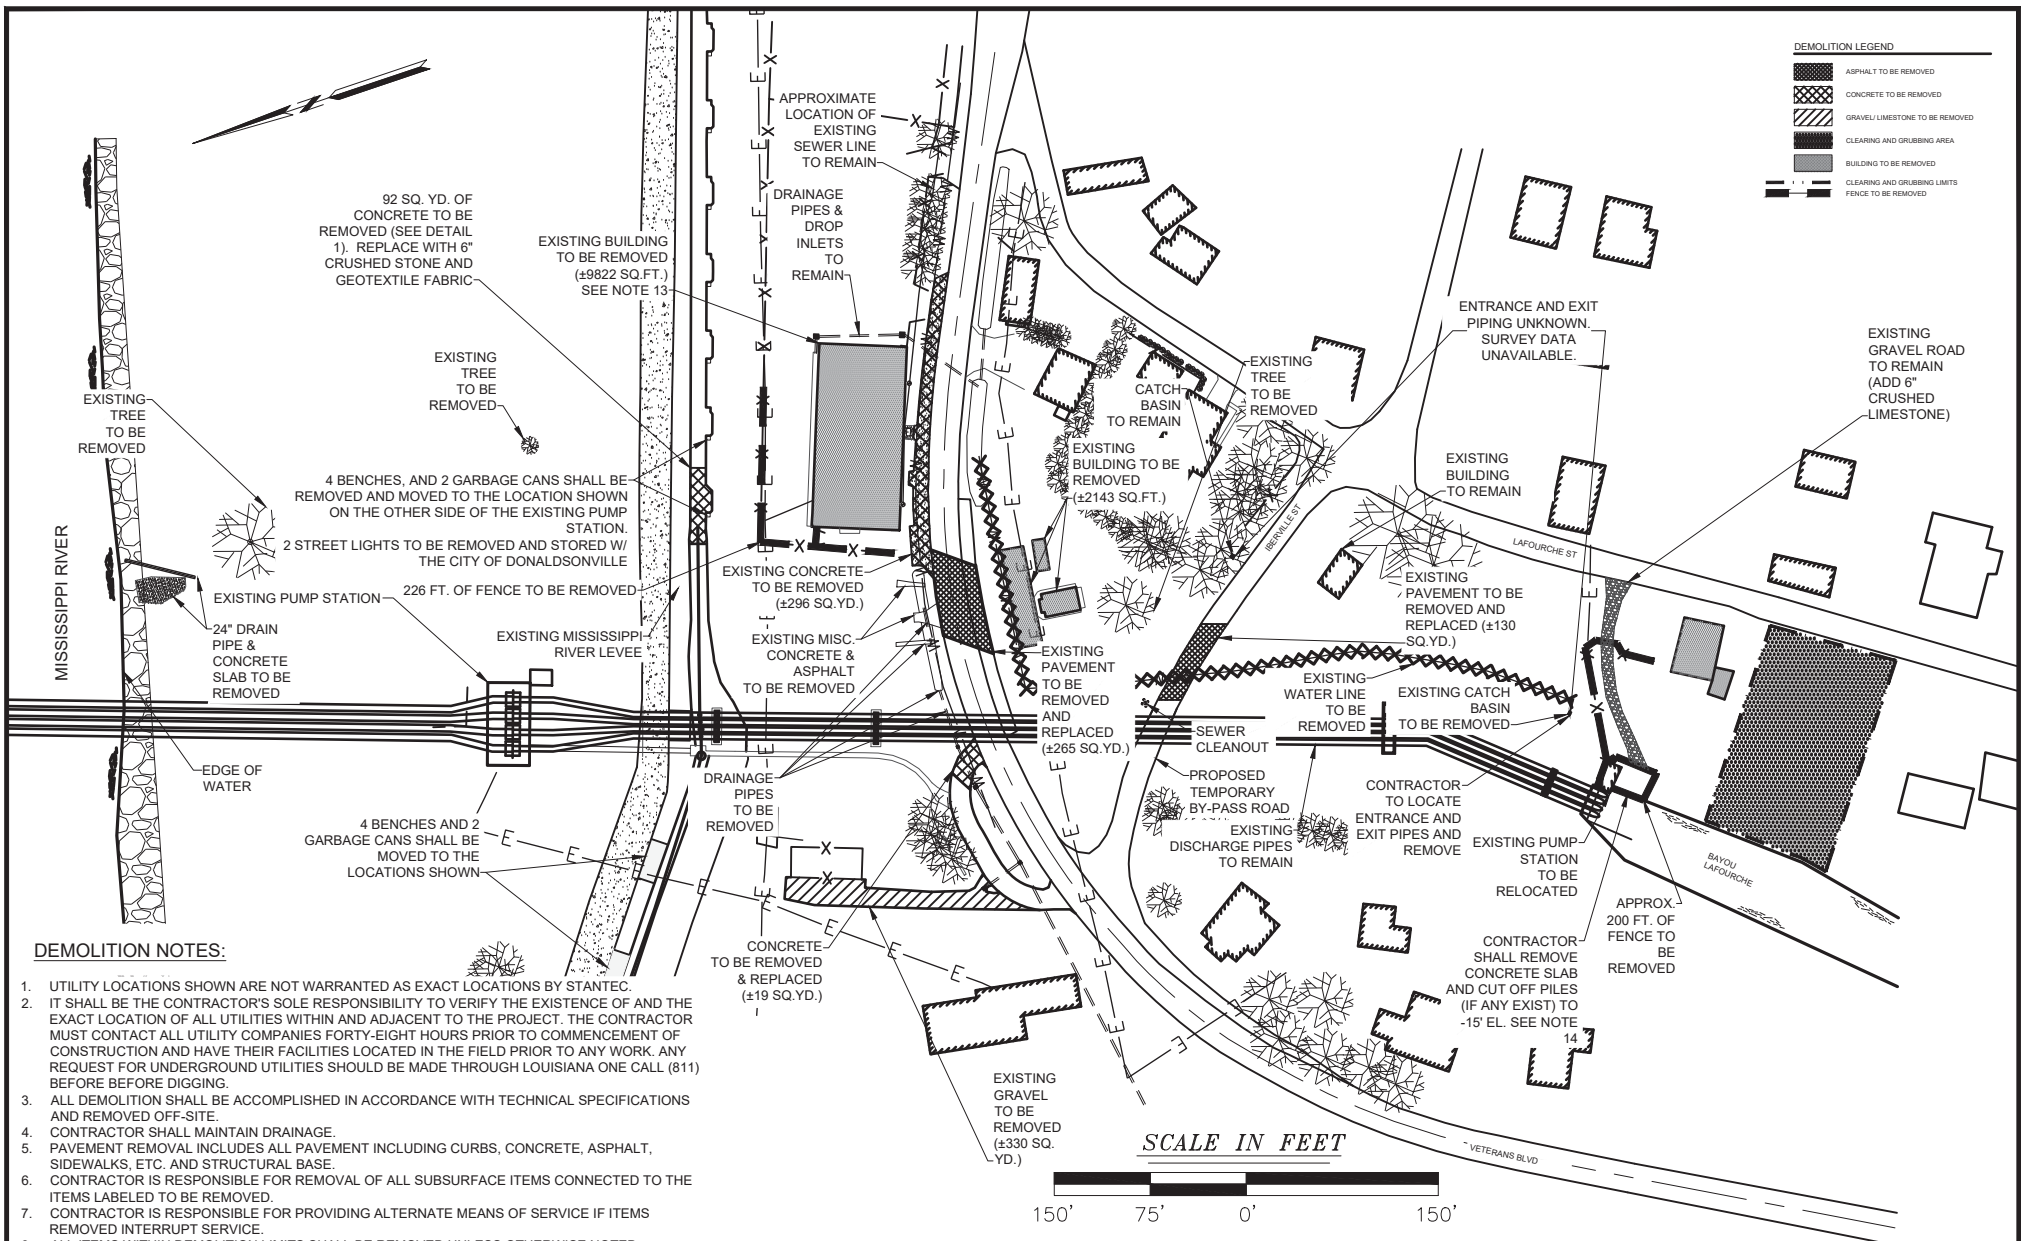 DEMOLITION LEGEND
ASPHALT TO BE REMOVED
CONCRETE TO BE REMOVED
GRAVEL/ LIMESTONE TO BE REMOVED
CLEARING AND GRUBBING AREA
BUILDING TO BE REMOVED
CLEARING AND GRUBBING LIMITS
FENCE TO BE REMOVED
APPROXIMATE
LOCATION OF
EXISTING
SEWER LINE
TO REMAIN
DRAINAGE
PIPES &
DROP
INLETS
TO
REMAIN
92 SQ. YD. OF
CONCRETE TO BE
REMOVED (SEE DETAIL
1). REPLACE WITH 6"
CRUSHED STONE AND
GEOTEXTILE FABRIC
EXISTING BUILDING
TO BE REMOVED
(±9822 SQ.FT.)
SEE NOTE 13
ENTRANCE AND EXIT
PIPING UNKNOWN.
SURVEY DATA
UNAVAILABLE.
EXISTING
GRAVEL ROAD
TO REMAIN
(ADD 6"
CRUSHED
LIMESTONE)
EXISTING
TREE
TO BE
REMOVED
EXISTING
TREE
TO BE
REMOVED
CATCH
BASIN
TO REMAIN
EXISTING
TREE
TO BE
REMOVED
EXISTING
BUILDING TO BE
REMOVED
(±2143 SQ.FT.)
EXISTING
BUILDING
TO REMAIN
4 BENCHES, AND 2 GARBAGE CANS SHALL BE
REMOVED AND MOVED TO THE LOCATION SHOWN
ON THE OTHER SIDE OF THE EXISTING PUMP
STATION.
2 STREET LIGHTS TO BE REMOVED AND STORED W/
THE CITY OF DONALDSONVILLE
226 FT. OF FENCE TO BE REMOVED
IBERVILLE ST
LAFOURCHE ST
MISSISSIPPI RIVER
EXISTING PUMP STATION
24" DRAIN
PIPE &
CONCRETE
SLAB TO BE
REMOVED
EXISTING MISSISSIPPI
RIVER LEVEE
EXISTING CONCRETE
TO BE REMOVED
(±296 SQ.YD.)
EXISTING MISC.
CONCRETE &
ASPHALT
TO BE REMOVED
EXISTING
PAVEMENT
TO BE
REMOVED
AND
REPLACED
(±265 SQ.YD.)
EXISTING
PAVEMENT TO BE
REMOVED AND
REPLACED (±130
SQ.YD.)
EXISTING
WATER LINE
TO BE
REMOVED
EXISTING CATCH
BASIN
TO BE REMOVED
SEWER
CLEANOUT
EDGE OF
WATER
DRAINAGE
PIPES
TO BE
REMOVED
PROPOSED
TEMPORARY
BY-PASS ROAD
EXISTING
DISCHARGE PIPES
TO REMAIN
CONTRACTOR
TO LOCATE
ENTRANCE AND
EXIT PIPES AND
REMOVE
EXISTING PUMP
STATION
TO BE
RELOCATED
BAYOU
LAFOURCHE
4 BENCHES AND 2
GARBAGE CANS SHALL BE
MOVED TO THE
LOCATIONS SHOWN
APPROX.
200 FT. OF
FENCE TO
BE
REMOVED
CONCRETE
TO BE REMOVED
& REPLACED
(±19 SQ.YD.)
CONTRACTOR
SHALL REMOVE
CONCRETE SLAB
AND CUT OFF PILES
(IF ANY EXIST) TO
-15' EL. SEE NOTE
14
EXISTING
GRAVEL
TO BE
REMOVED
(±330 SQ.
YD.)
VETERANS BLVD
SCALE IN FEET
150' 75' 0' 150'
DEMOLITION NOTES:
1. UTILITY LOCATIONS SHOWN ARE NOT WARRANTED AS EXACT LOCATIONS BY STANTEC.
2. IT SHALL BE THE CONTRACTOR'S SOLE RESPONSIBILITY TO VERIFY THE EXISTENCE OF AND THE
EXACT LOCATION OF ALL UTILITIES WITHIN AND ADJACENT TO THE PROJECT. THE CONTRACTOR
MUST CONTACT ALL UTILITY COMPANIES FORTY-EIGHT HOURS PRIOR TO COMMENCEMENT OF
CONSTRUCTION AND HAVE THEIR FACILITIES LOCATED IN THE FIELD PRIOR TO ANY WORK. ANY
REQUEST FOR UNDERGROUND UTILITIES SHOULD BE MADE THROUGH LOUISIANA ONE CALL (811)
BEFORE BEFORE DIGGING.
3. ALL DEMOLITION SHALL BE ACCOMPLISHED IN ACCORDANCE WITH TECHNICAL SPECIFICATIONS
AND REMOVED OFF-SITE.
4. CONTRACTOR SHALL MAINTAIN DRAINAGE.
5. PAVEMENT REMOVAL INCLUDES ALL PAVEMENT INCLUDING CURBS, CONCRETE, ASPHALT,
SIDEWALKS, ETC. AND STRUCTURAL BASE.
6. CONTRACTOR IS RESPONSIBLE FOR REMOVAL OF ALL SUBSURFACE ITEMS CONNECTED TO THE
ITEMS LABELED TO BE REMOVED.
7. CONTRACTOR IS RESPONSIBLE FOR PROVIDING ALTERNATE MEANS OF SERVICE IF ITEMS
REMOVED INTERRUPT SERVICE.